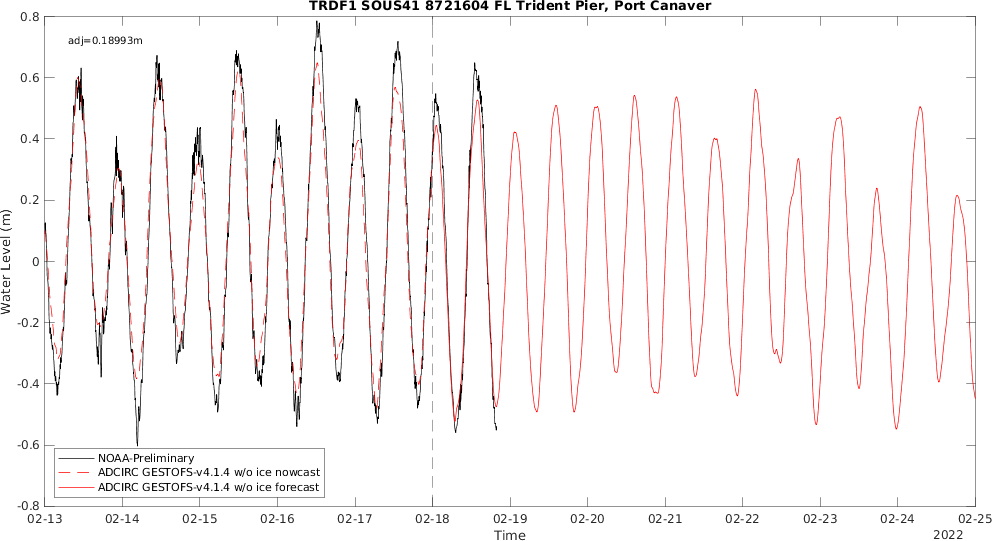 TRDF1 SOUS41 8721604 FL Trident Pier, Port Canaver
adj=0.18993m
0.8
0.6
0.4
0.2
0
-0.2
-0.4
-0.6
-0.8
Water Level (m)
NOAA-Preliminary
ADCIRC GESTOFS-v4.1.4 w/o ice nowcast
ADCIRC GESTOFS-v4.1.4 w/o ice forecast
02-13 02-14 02-15 02-16 02-17 02-18 02-19 02-20 02-21 02-22 02-23 02-24 02-25
Time
2022